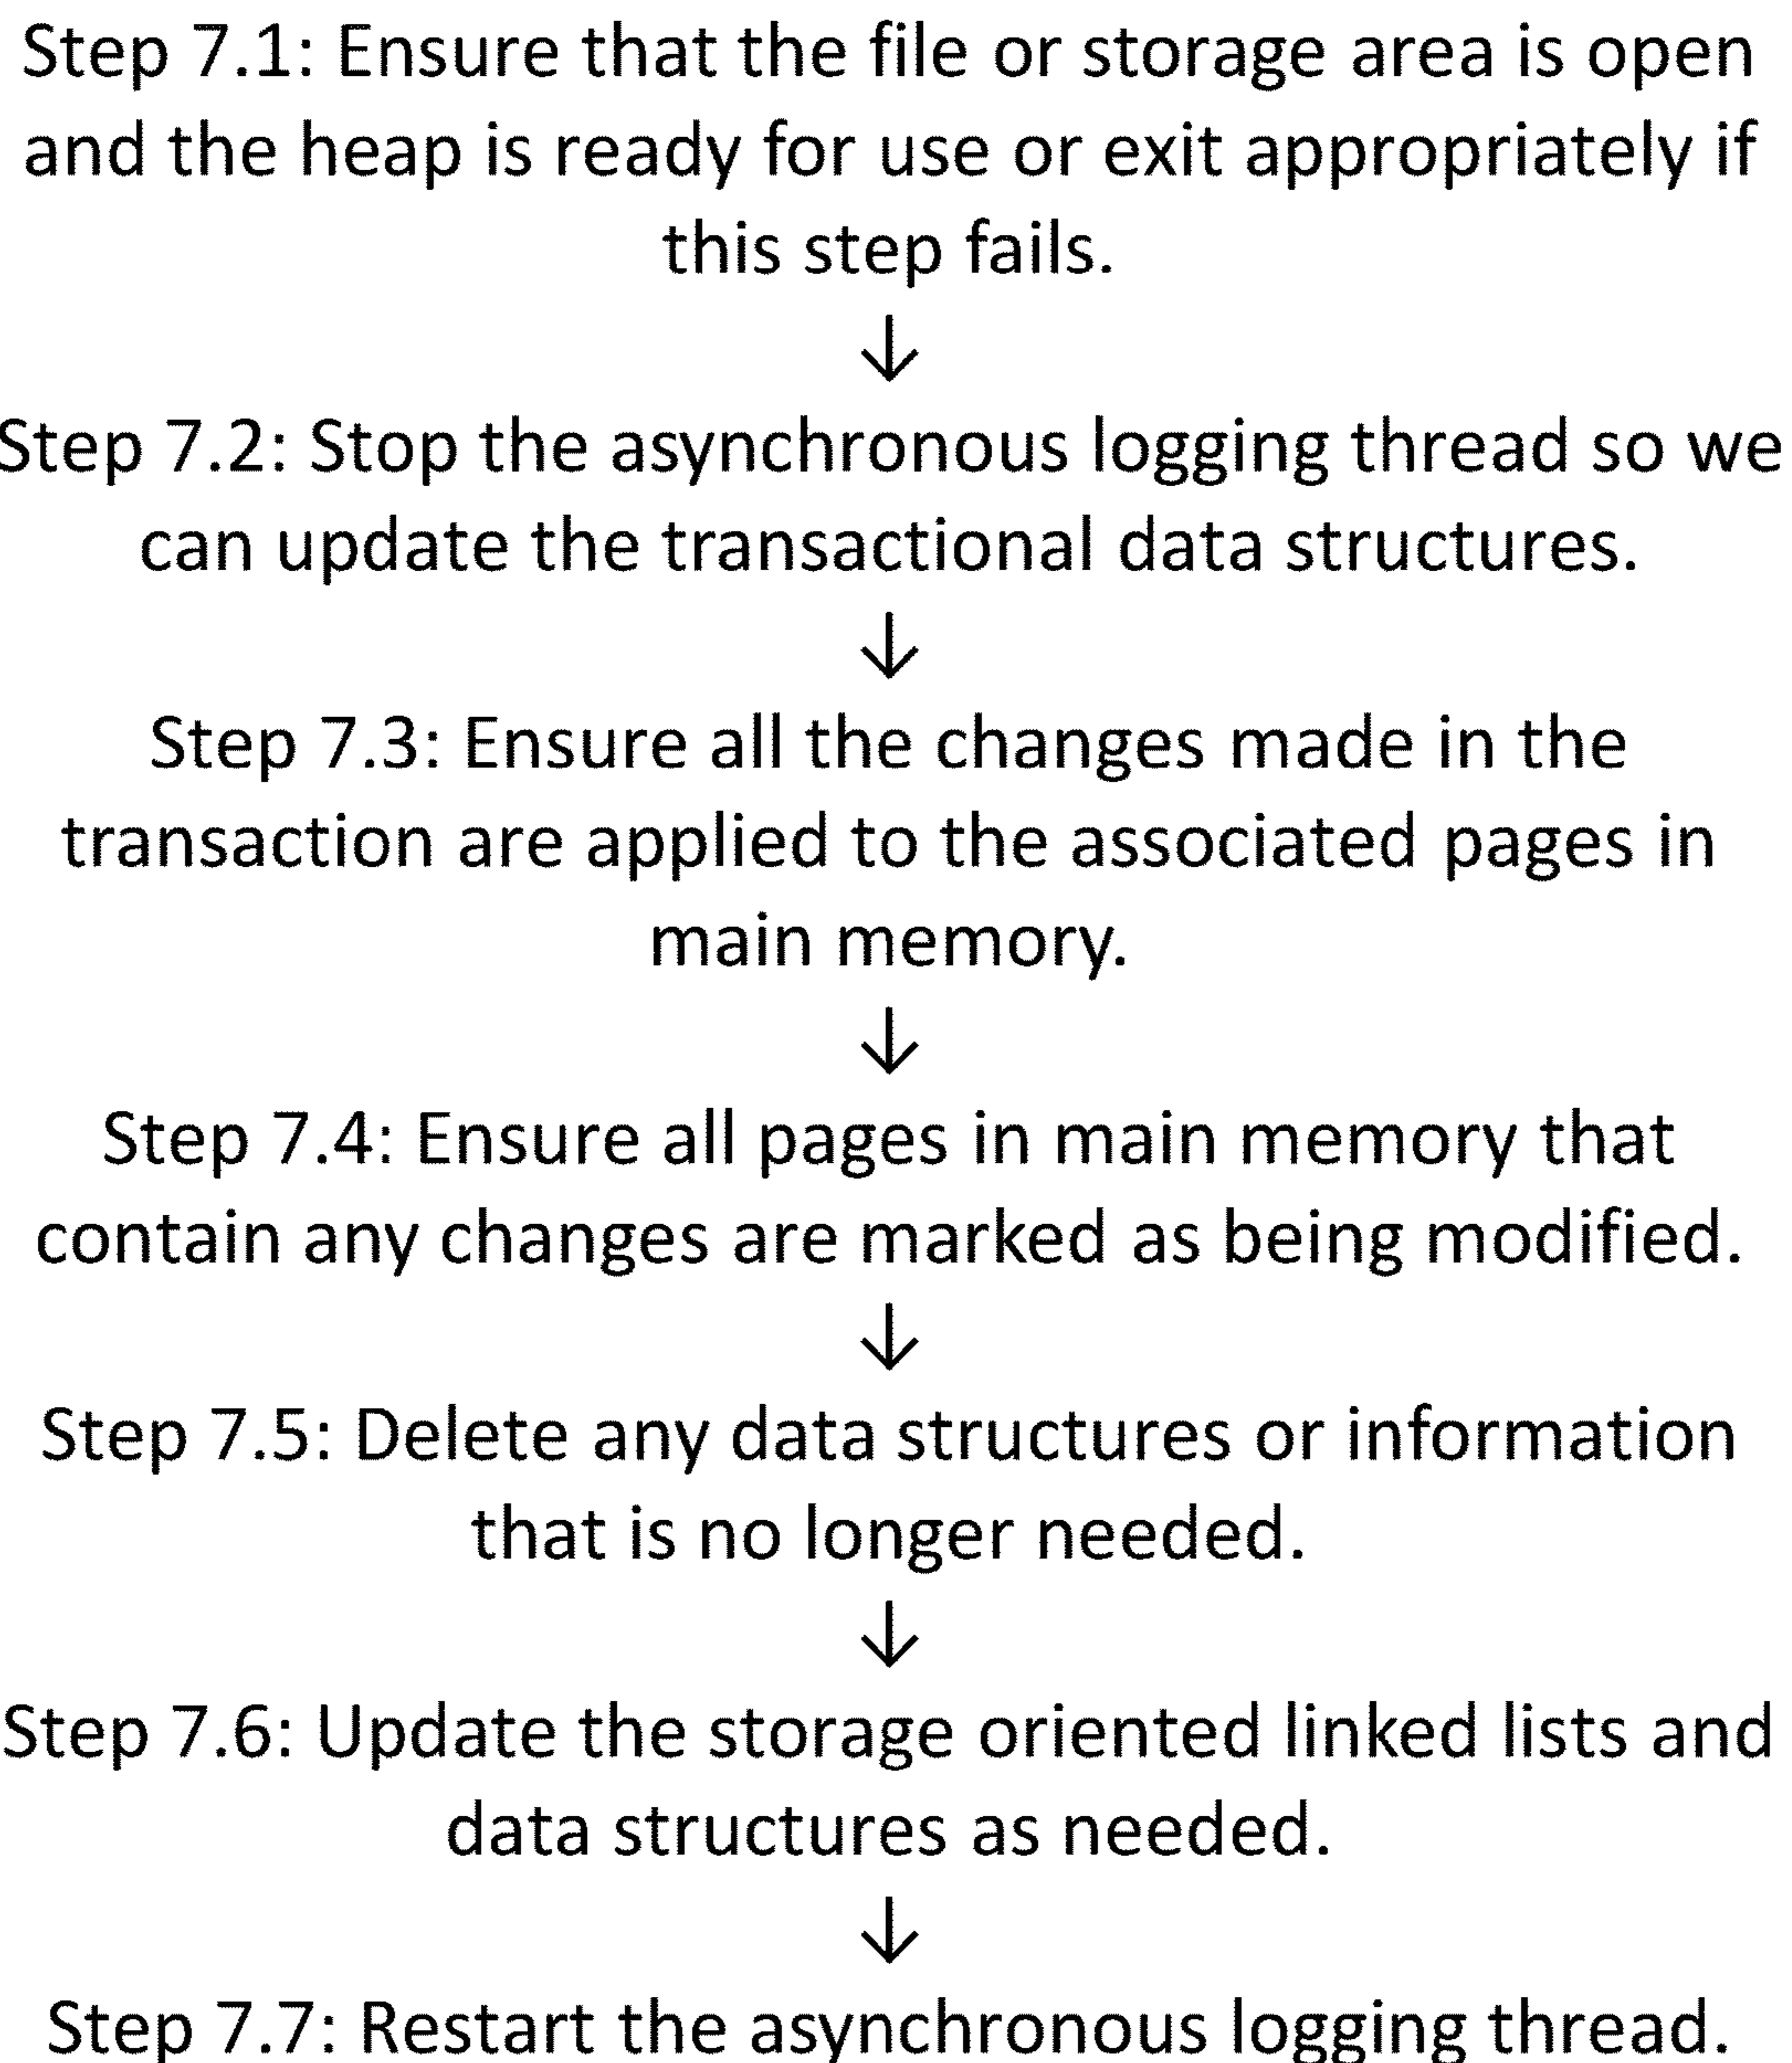 Step 7.1: Ensure that the file or storage area is open
and the heap is ready for use or exit appropriately if
this step fails.
↓
Step 7.2: Stop the asynchronous logging thread so we
can update the transactional data structures.
↓
Step 7.3: Ensure all the changes made in the
transaction are applied to the associated pages in
main memory.
↓
Step 7.4: Ensure all pages in main memory that
contain any changes are marked as being modified.
↓
Step 7.5: Delete any data structures or information
that is no longer needed.
↓
Step 7.6: Update the storage oriented linked lists and
data structures as needed.
↓
Step 7.7: Restart the asynchronous logging thread.